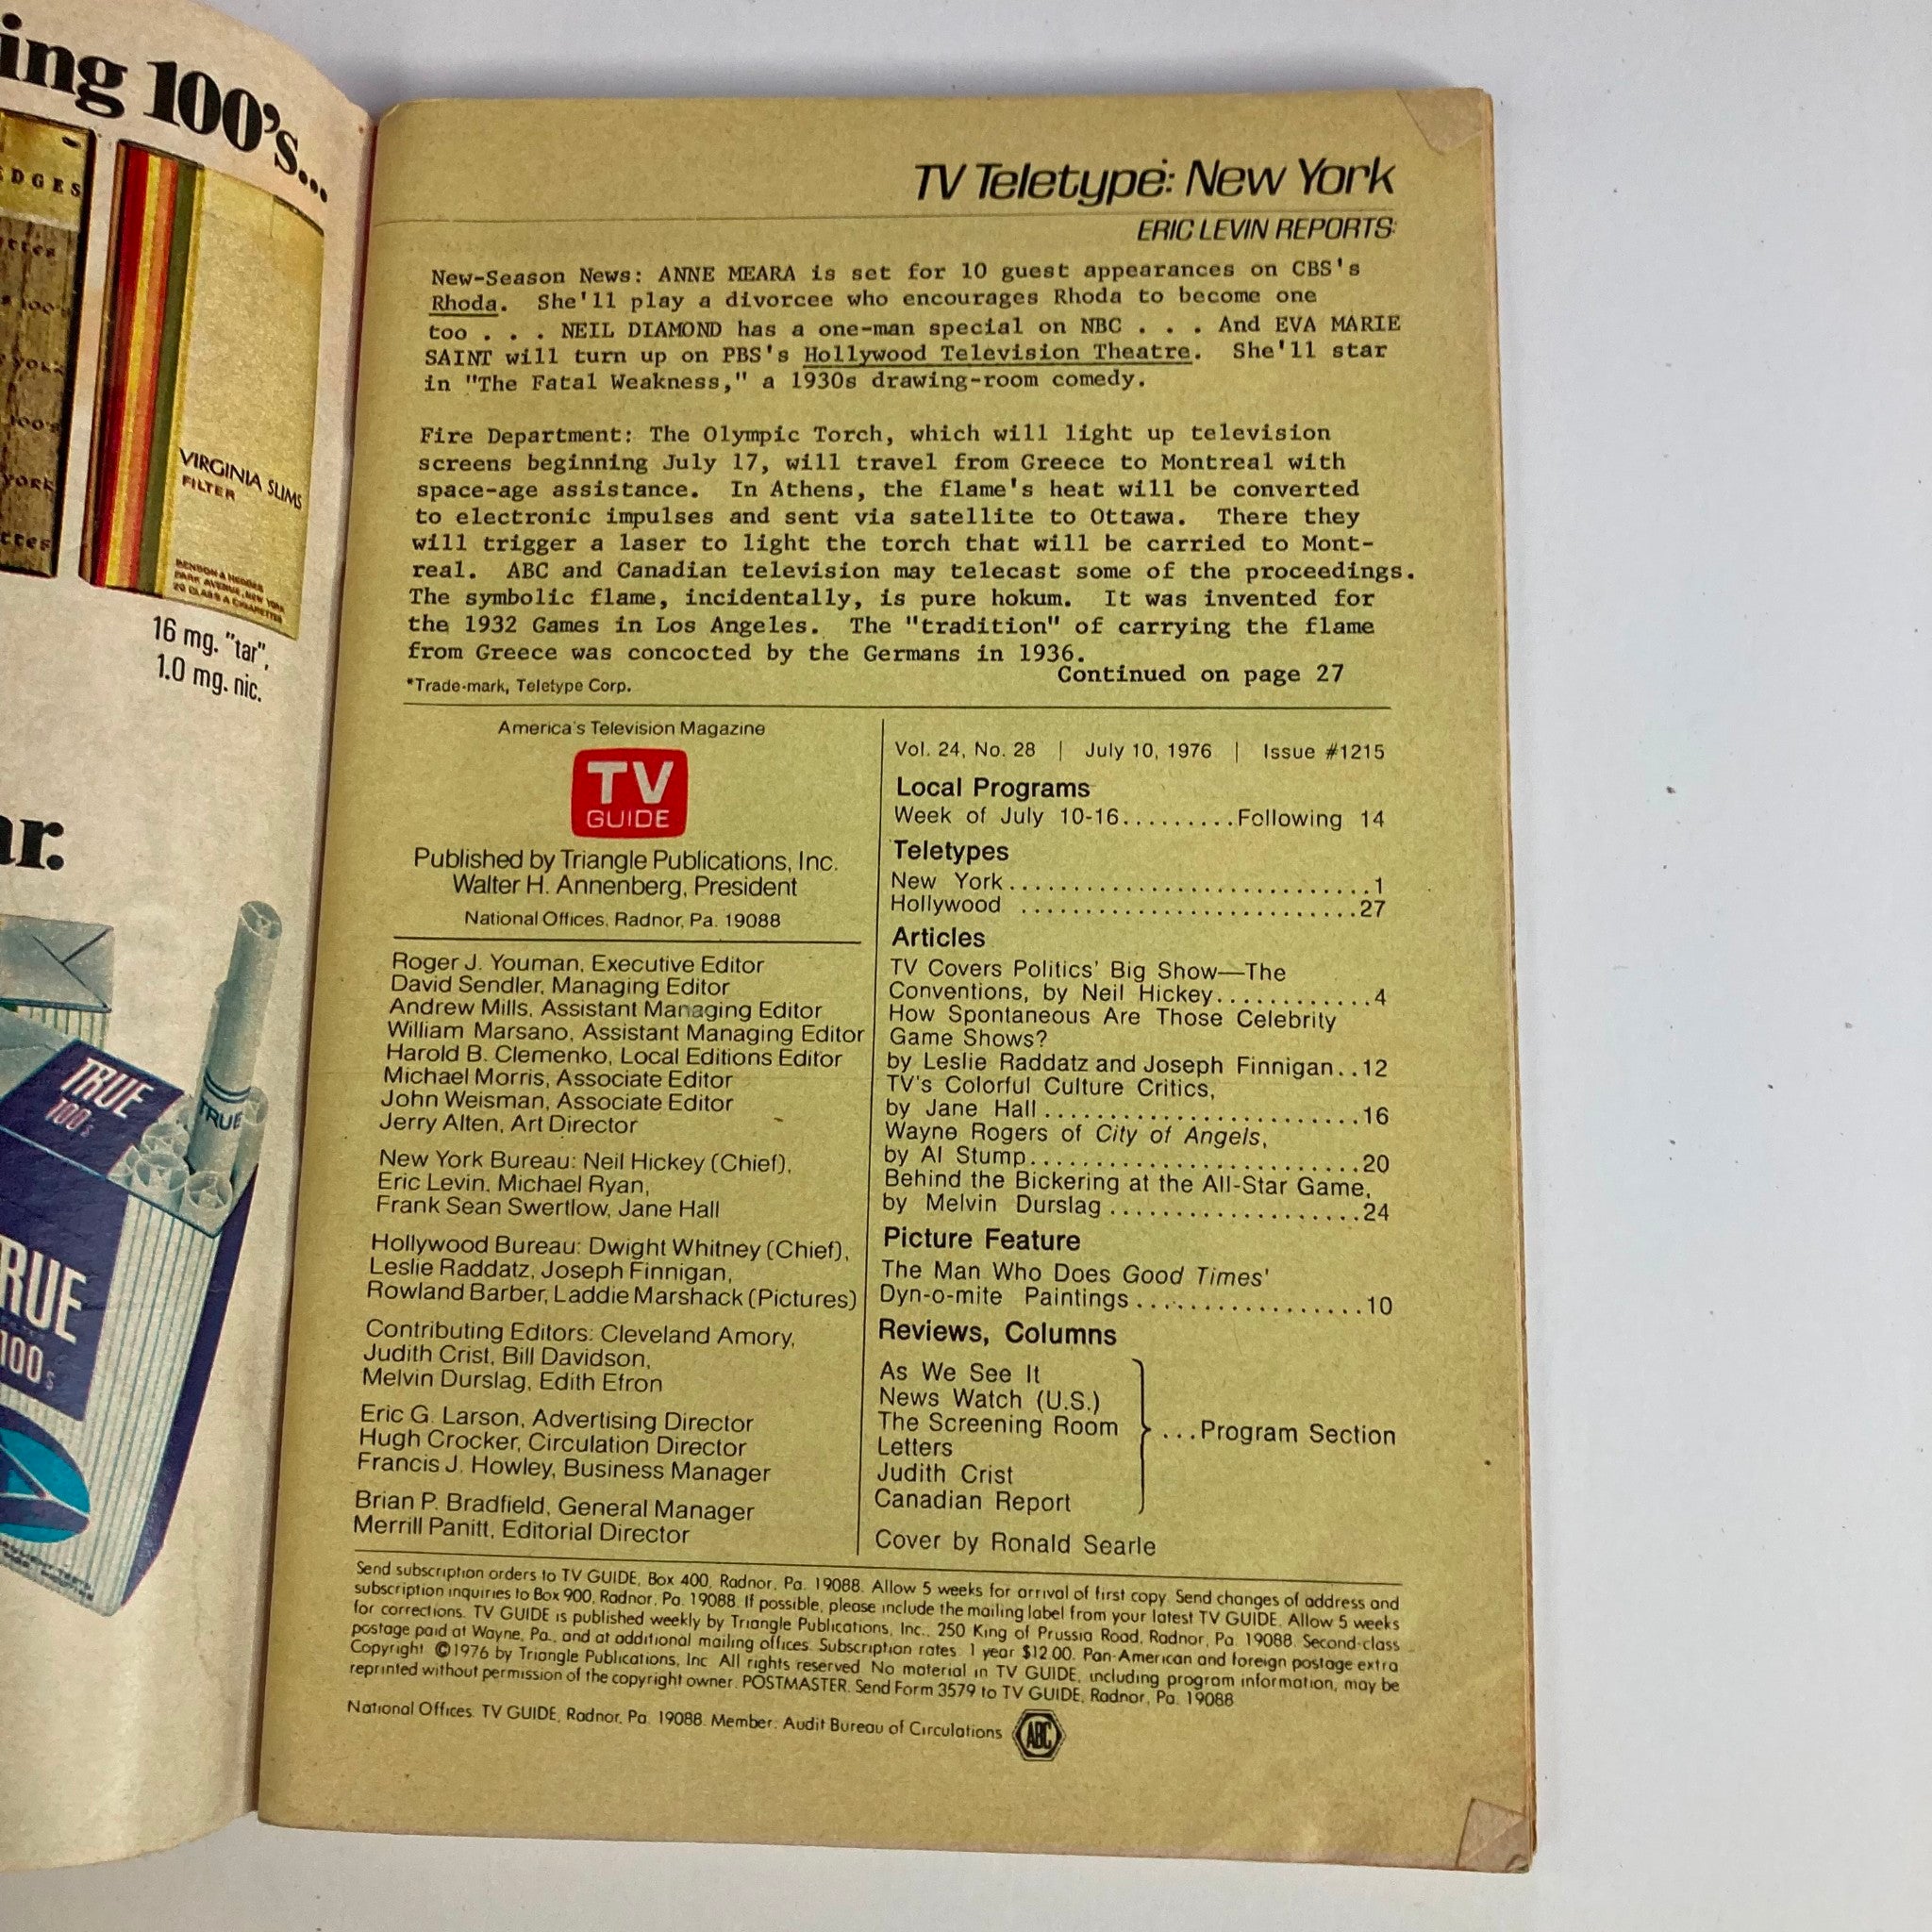 ing 100's...
EDGES
VIRGINIA SLIMS
FILTER
BENSON & HEDGES
PARK AVENUE, NEW YORK
20 CLASS A CIGARETTES
16 mg. "tar",
1.0 mg. nic.
ar.
TRUE
100s
TRUE
RUE
100s
TV Teletype: New York
ERIC LEVIN REPORTS:
New-Season News: ANNE MEARA is set for 10 guest appearances on CBS's
Rhoda. She'll play a divorcee who encourages Rhoda to become one
too . . . NEIL DIAMOND has a one-man special on NBC . . . And EVA MARIE
SAINT will turn up on PBS's Hollywood Television Theatre. She'll star
in "The Fatal Weakness," a 1930s drawing-room comedy.
Fire Department: The Olympic Torch, which will light up television
screens beginning July 17, will travel from Greece to Montreal with
space-age assistance. In Athens, the flame's heat will be converted
to electronic impulses and sent via satellite to Ottawa. There they
will trigger a laser to light the torch that will be carried to Mont-
real. ABC and Canadian television may telecast some of the proceedings.
The symbolic flame, incidentally, is pure hokum. It was invented for
the 1932 Games in Los Angeles. The "tradition" of carrying the flame
from Greece was concocted by the Germans in 1936.
Continued on page 27
*Trade-mark, Teletype Corp.
America's Television Magazine
TV
GUIDE
Published by Triangle Publications, Inc.
Walter H. Annenberg, President
National Offices, Radnor, Pa. 19088
Roger J. Youman, Executive Editor
David Sendler, Managing Editor
Andrew Mills, Assistant Managing Editor
William Marsano, Assistant Managing Editor
Harold B. Clemenko, Local Editions Editor
Michael Morris, Associate Editor
John Weisman, Associate Editor
Jerry Alten, Art Director
New York Bureau: Neil Hickey (Chief),
Eric Levin, Michael Ryan,
Frank Sean Swertlow, Jane Hall
Hollywood Bureau: Dwight Whitney (Chief),
Leslie Raddatz, Joseph Finnigan,
Rowland Barber, Laddie Marshack (Pictures)
Contributing Editors: Cleveland Amory,
Judith Crist, Bill Davidson,
Melvin Durslag, Edith Efron
Eric G. Larson, Advertising Director
Hugh Crocker, Circulation Director
Francis J. Howley, Business Manager
Brian P. Bradfield, General Manager
Merrill Panitt, Editorial Director
Vol. 24, No. 28 | July 10, 1976 | Issue #1215
Local Programs
Week of July 10-16.........Following 14
Teletypes
New York............................1
Hollywood ..........................27
Articles
TV Covers Politics' Big Show—The
Conventions, by Neil Hickey............4
How Spontaneous Are Those Celebrity
Game Shows?
by Leslie Raddatz and Joseph Finnigan..12
TV's Colorful Culture Critics,
by Jane Hall........................16
Wayne Rogers of City of Angels,
by Al Stump..........................20
Behind the Bickering at the All-Star Game,
by Melvin Durslag....................24
Picture Feature
The Man Who Does Good Times'
Dyn-o-mite Paintings..................10
Reviews, Columns
As We See It
News Watch (U.S.)
The Screening Room
Letters
Judith Crist
Canadian Report
...Program Section
Cover by Ronald Searle
Send subscription orders to TV GUIDE, Box 400, Radnor, Pa. 19088. Allow 5 weeks for arrival of first copy. Send changes of address and
subscription inquiries to Box 900, Radnor, Pa. 19088. If possible, please include the mailing label from your latest TV GUIDE. Allow 5 weeks
for corrections. TV GUIDE is published weekly by Triangle Publications, Inc., 250 King of Prussia Road, Radnor, Pa. 19088. Second-class
postage paid at Wayne, Pa., and at additional mailing offices. Subscription rates: 1 year $12.00. Pan-American and foreign postage extra.
Copyright ©1976 by Triangle Publications, Inc. All rights reserved. No material in TV GUIDE, including program information, may be
reprinted without permission of the copyright owner. POSTMASTER: Send Form 3579 to TV GUIDE, Radnor, Pa. 19088
National Offices: TV GUIDE, Radnor, Pa. 19088. Member: Audit Bureau of Circulations
ABC